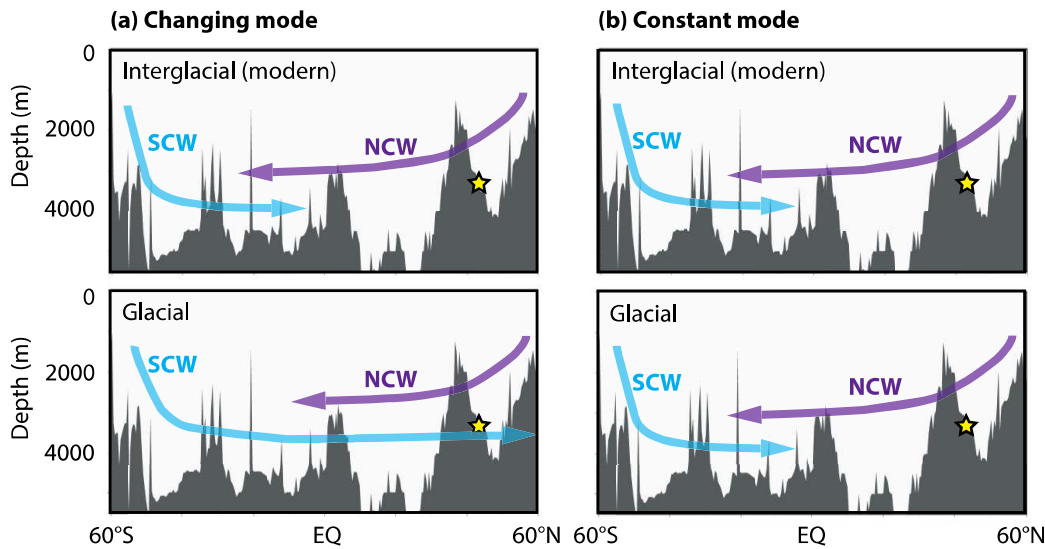 (a) Changing mode
(b) Constant mode
0
2000
4000
Depth (m)
Interglacial (modern)
SCW
NCW
Interglacial (modern)
SCW
NCW
0
2000
4000
Depth (m)
Glacial
SCW
NCW
Glacial
SCW
NCW
60°S
EQ
60°N
60°S
EQ
60°N